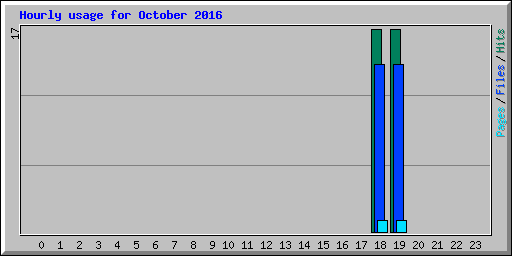 Hourly usage for October 2016
17
Pages/Files/Hits
0 1 2 3 4 5 6 7 8 9 10 11 12 13 14 15 16 17 18 19 20 21 22 23